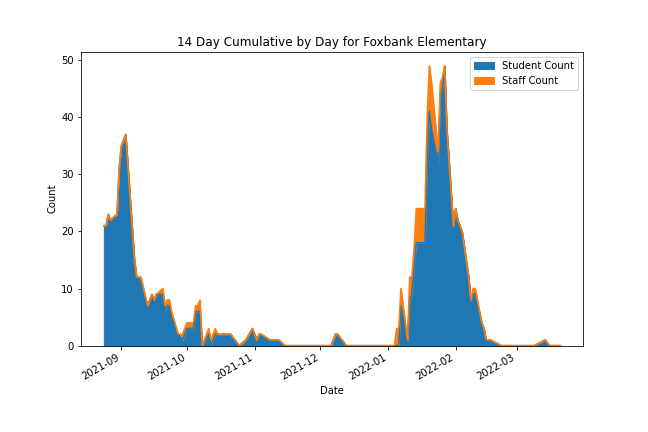 14 Day Cumulative by Day for Foxbank Elementary
Student Count
Staff Count
50
40
30
20
10
0
Count
2021-09
2021-10
2021-11
2021-12
2022-01
2022-02
2022-03
Date